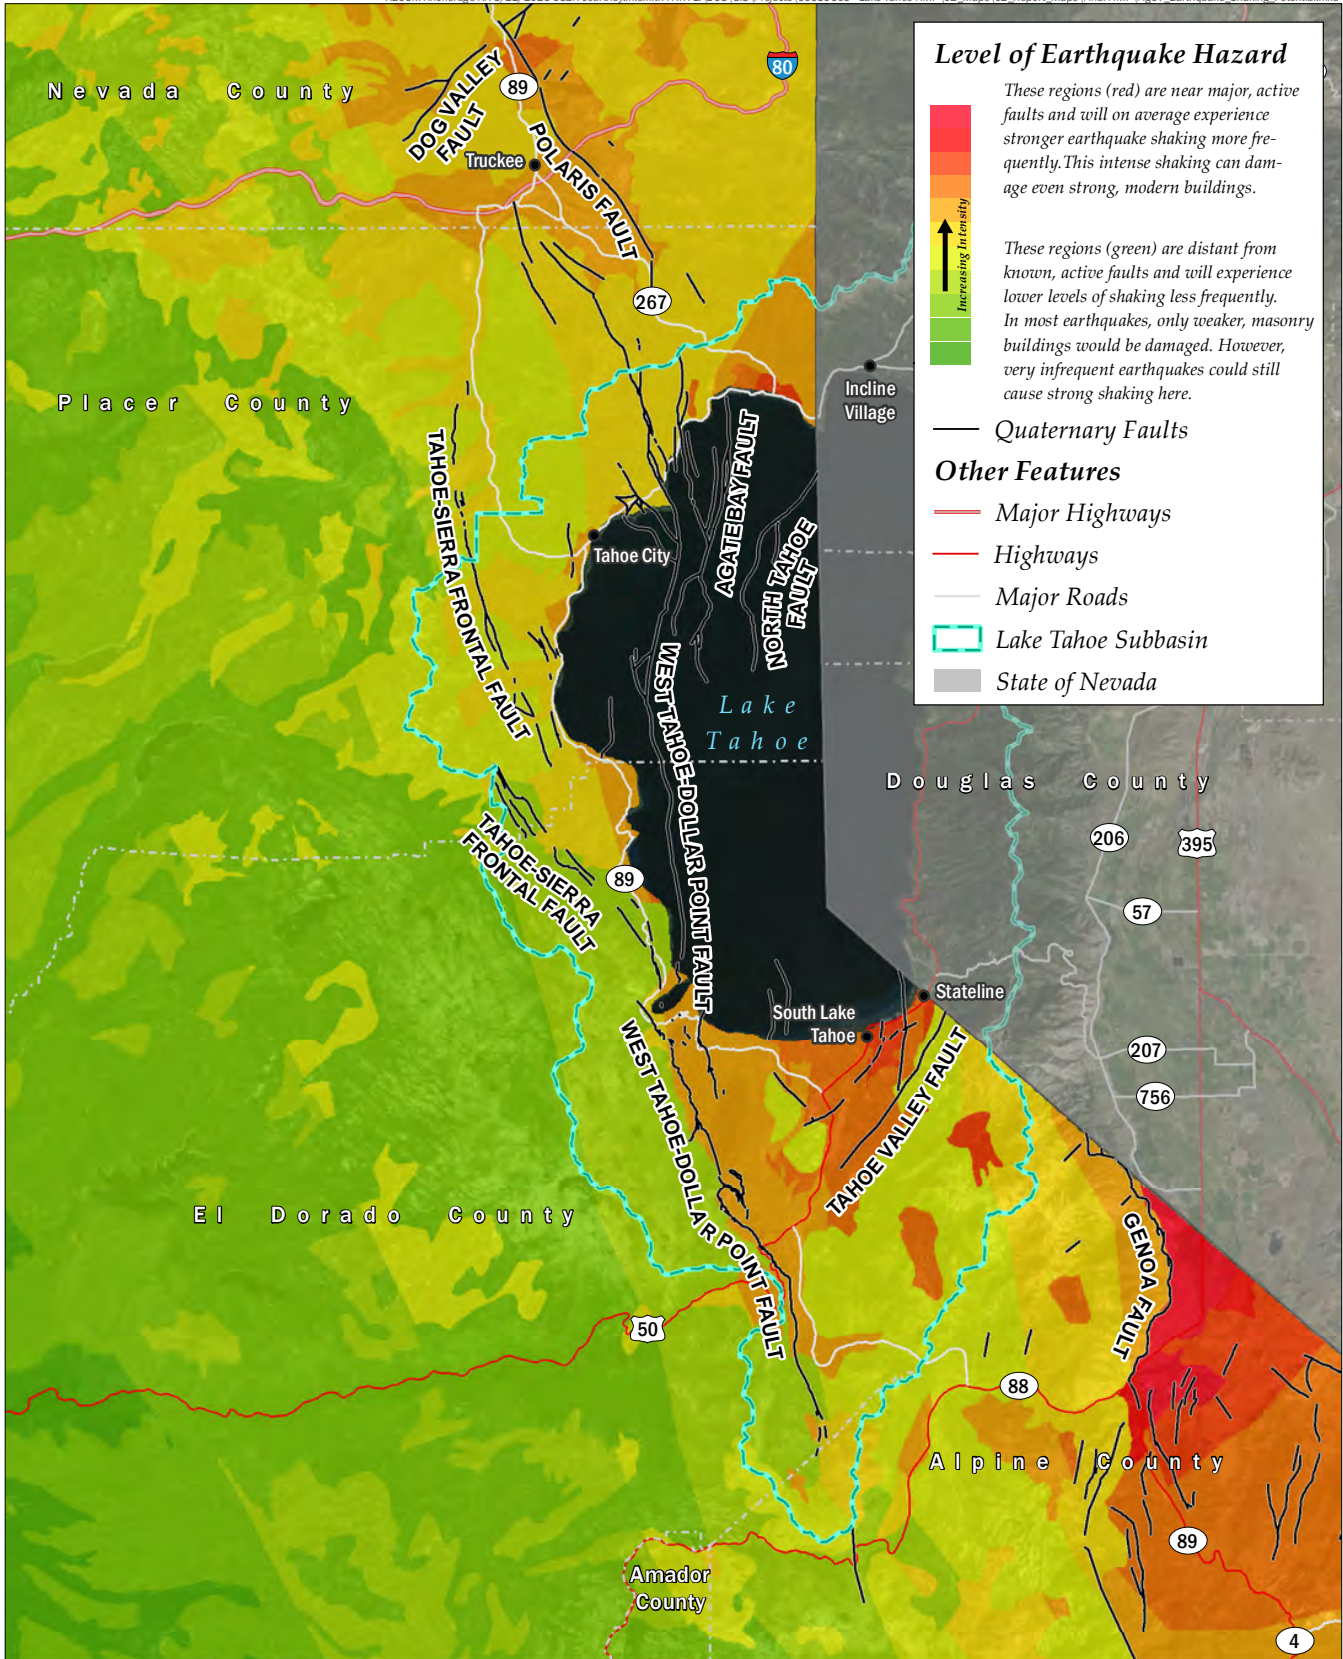 Level of Earthquake Hazard
These regions (red) are near major, active
faults and will on average experience
stronger earthquake shaking more fre-
quently.This intense shaking can dam-
age even strong, modern buildings.
Increasing Intensity
These regions (green) are distant from
known, active faults and will experience
lower levels of shaking less frequently.
In most earthquakes, only weaker, masonry
buildings would be damaged. However,
very infrequent earthquakes could still
cause strong shaking here.
Quaternary Faults
Other Features
Major Highways
Highways
Major Roads
Lake Tahoe Subbasin
State of Nevada
Nevada County
80
89
DOG VALLEY
FAULT
Truckee
POLARIS FAULT
267
Placer County
Incline
Village
TAHOE-SIERRA FRONTAL FAULT
AGATE BAY FAULT
NORTH TAHOE
FAULT
Tahoe City
WEST TAHOE-DOLLAR POINT FAULT
Lake
Tahoe
Douglas County
206
395
TAHOE-SIERRA
FRONTAL FAULT
89
57
Stateline
South Lake
Tahoe
207
756
WEST TAHOE-DOLLAR POINT FAULT
TAHOE VALLEY FAULT
El Dorado County
GENOA FAULT
50
88
Alpine County
89
Amador
County
4